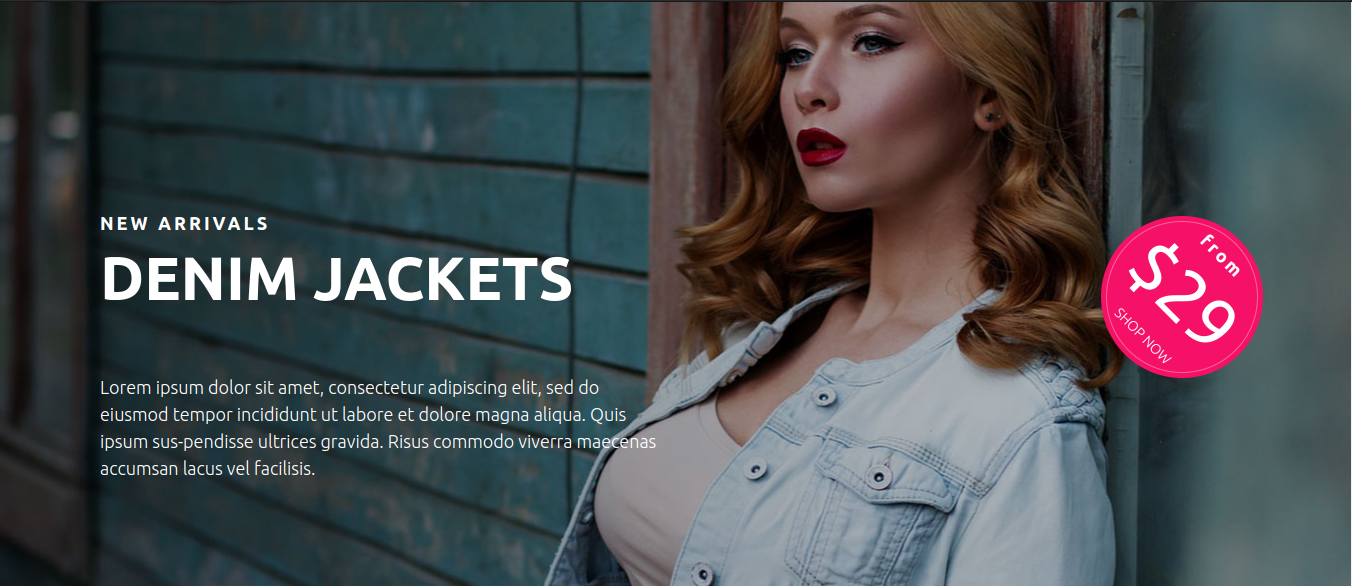 NEW ARRIVALS
DENIM JACKETS
Lorem ipsum dolor sit amet, consectetur adipiscing elit, sed do
eiusmod tempor incididunt ut labore et dolore magna aliqua. Quis
ipsum sus-pendisse ultrices gravida. Risus commodo viverra maecenas
accumsan lacus vel facilisis.
From
$29
SHOP NOW